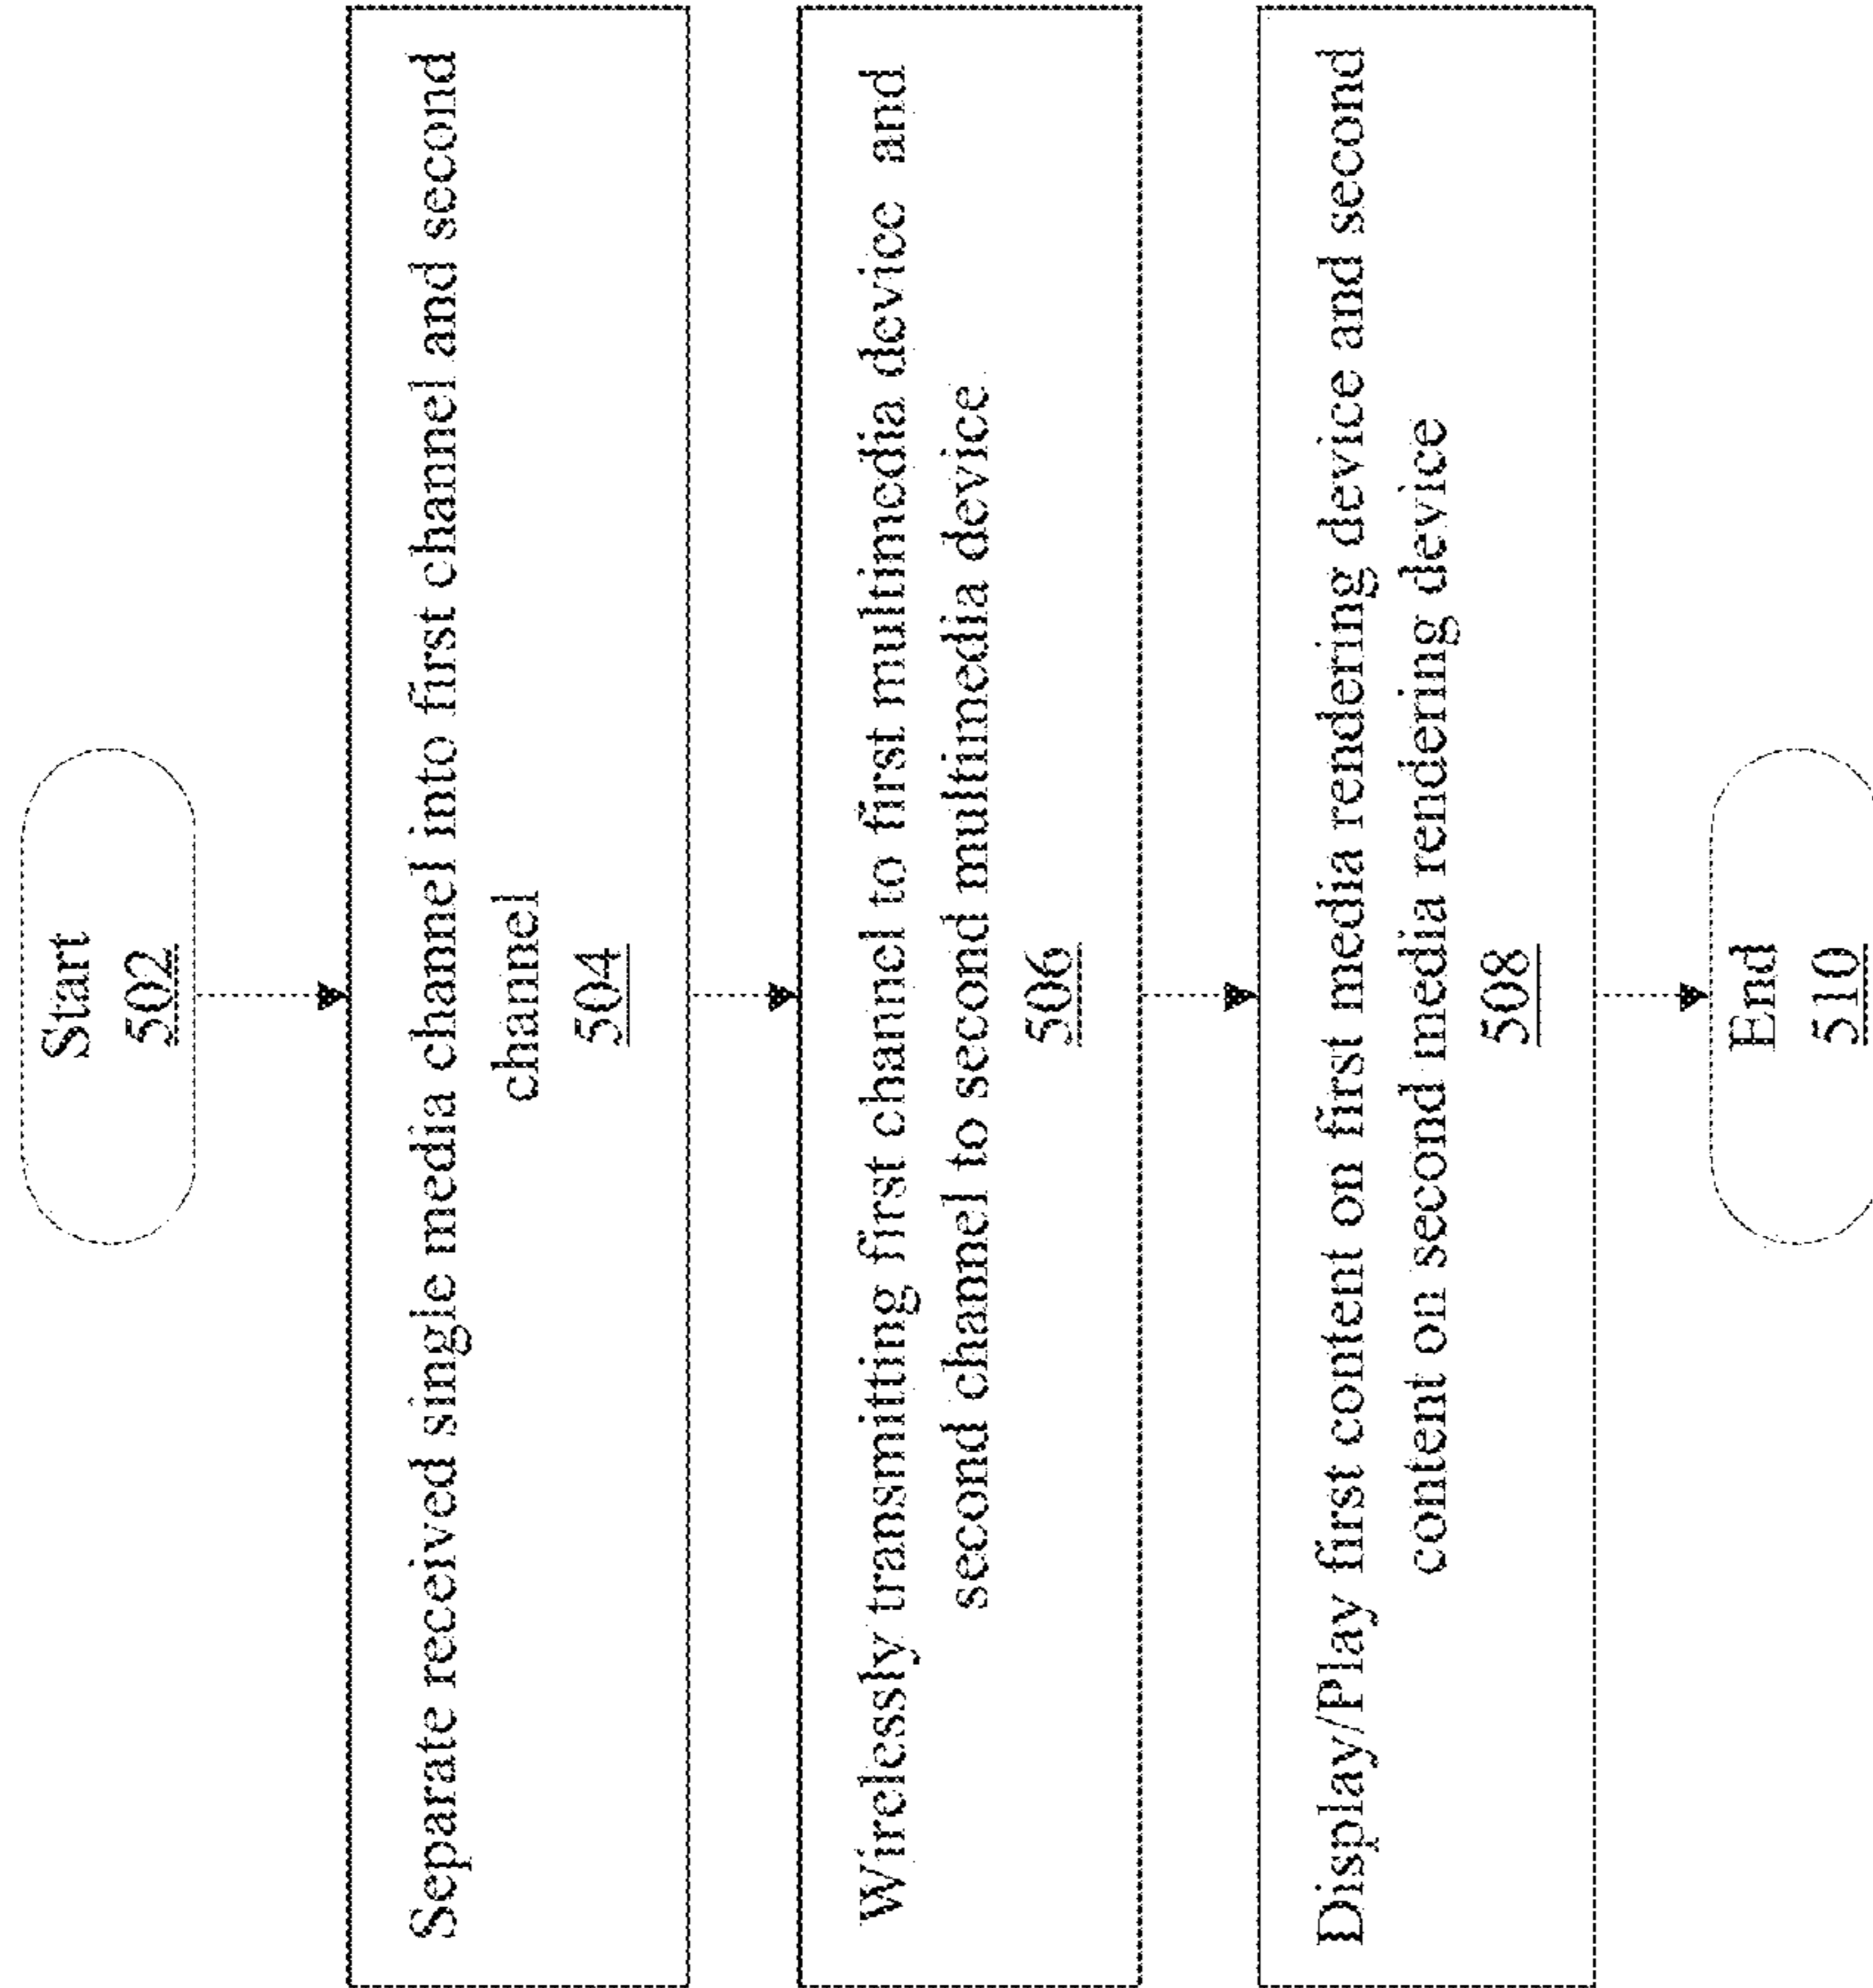 Start
502
Separate received single media channel into first channel and second
channel
504
Wirelessly transmitting first channel to first multimedia device and
second channel to second multimedia device
506
Display/Play first content on first media rendering device and second
content on second media rendering device
508
End
510